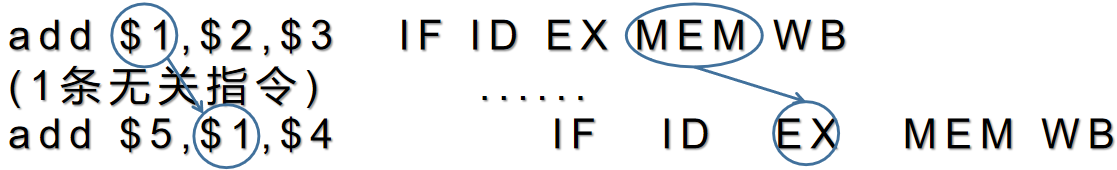 add $1,$2,$3 IF ID EX MEM WB
(1条无关指令) ......
add $5,$1,$4 IF ID EX MEM WB